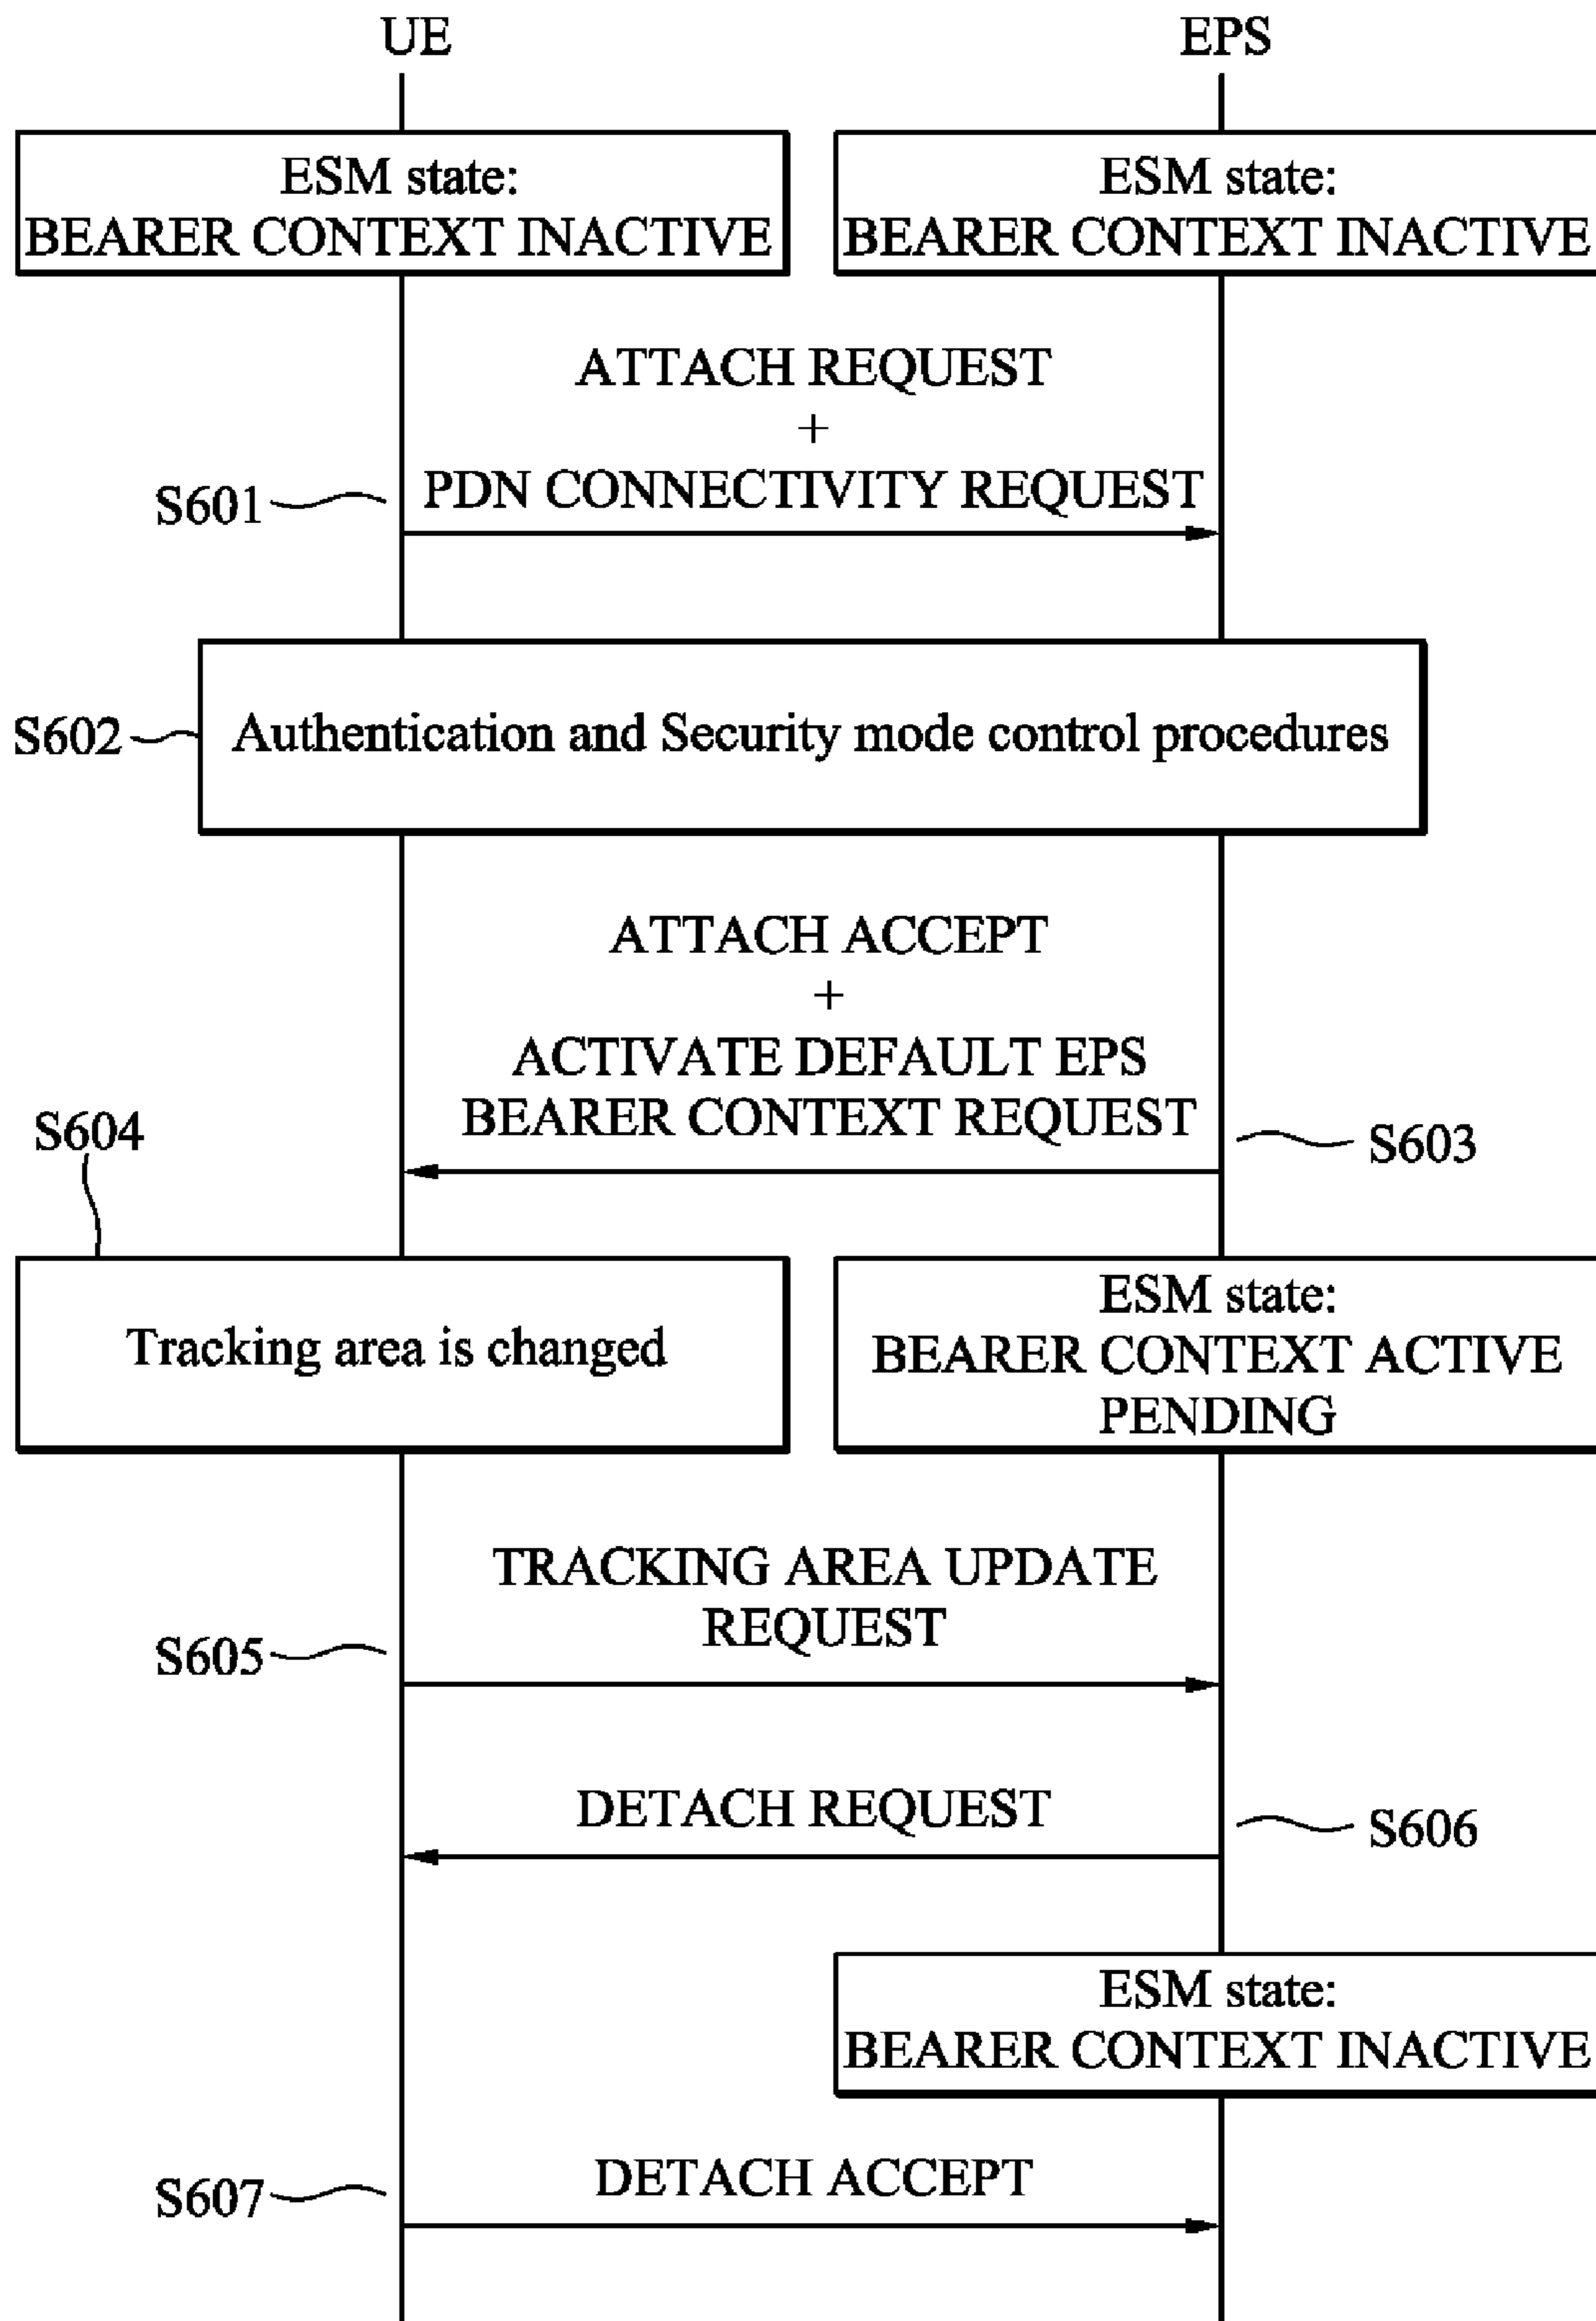 UE
EPS
ESM state:
BEARER CONTEXT INACTIVE
ESM state:
BEARER CONTEXT INACTIVE
ATTACH REQUEST
+
PDN CONNECTIVITY REQUEST
S601
Authentication and Security mode control procedures
S602
ATTACH ACCEPT
+
ACTIVATE DEFAULT EPS
BEARER CONTEXT REQUEST
S603
S604
Tracking area is changed
ESM state:
BEARER CONTEXT ACTIVE
PENDING
TRACKING AREA UPDATE
REQUEST
S605
DETACH REQUEST
S606
ESM state:
BEARER CONTEXT INACTIVE
DETACH ACCEPT
S607